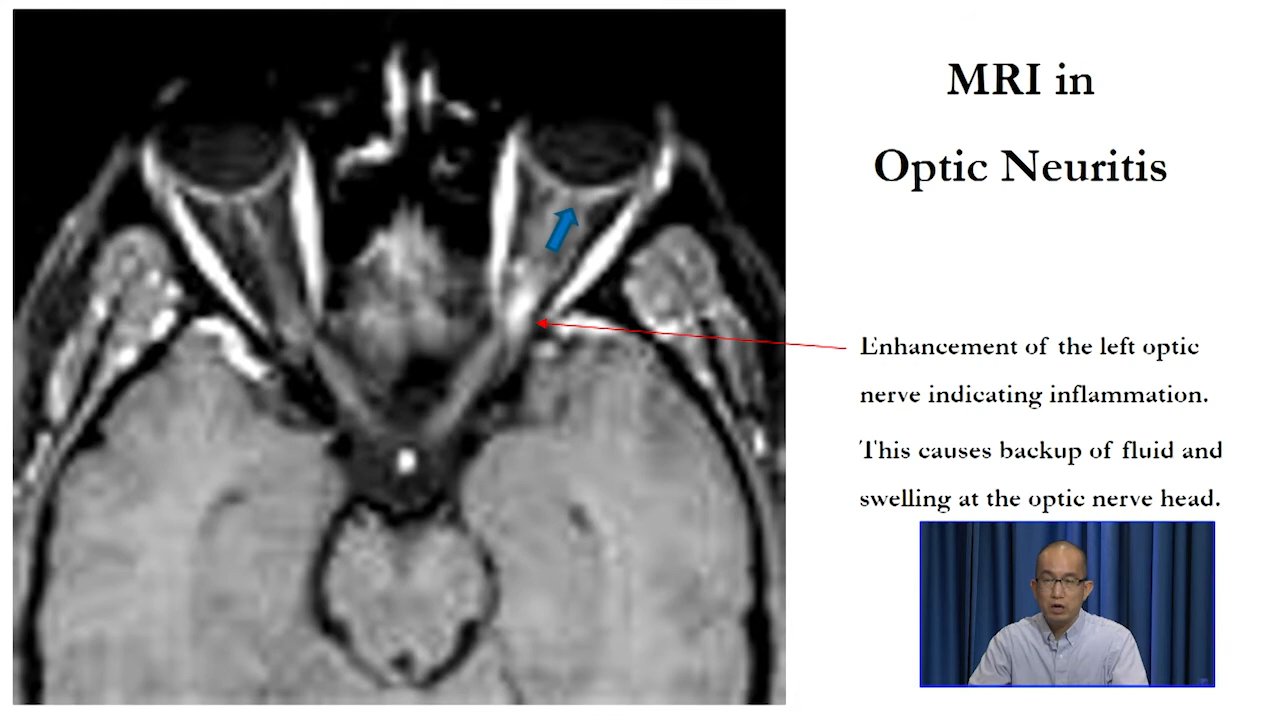 MRI in
Optic Neuritis
Enhancement of the left optic
nerve indicating inflammation.
This causes backup of fluid and
swelling at the optic nerve head.